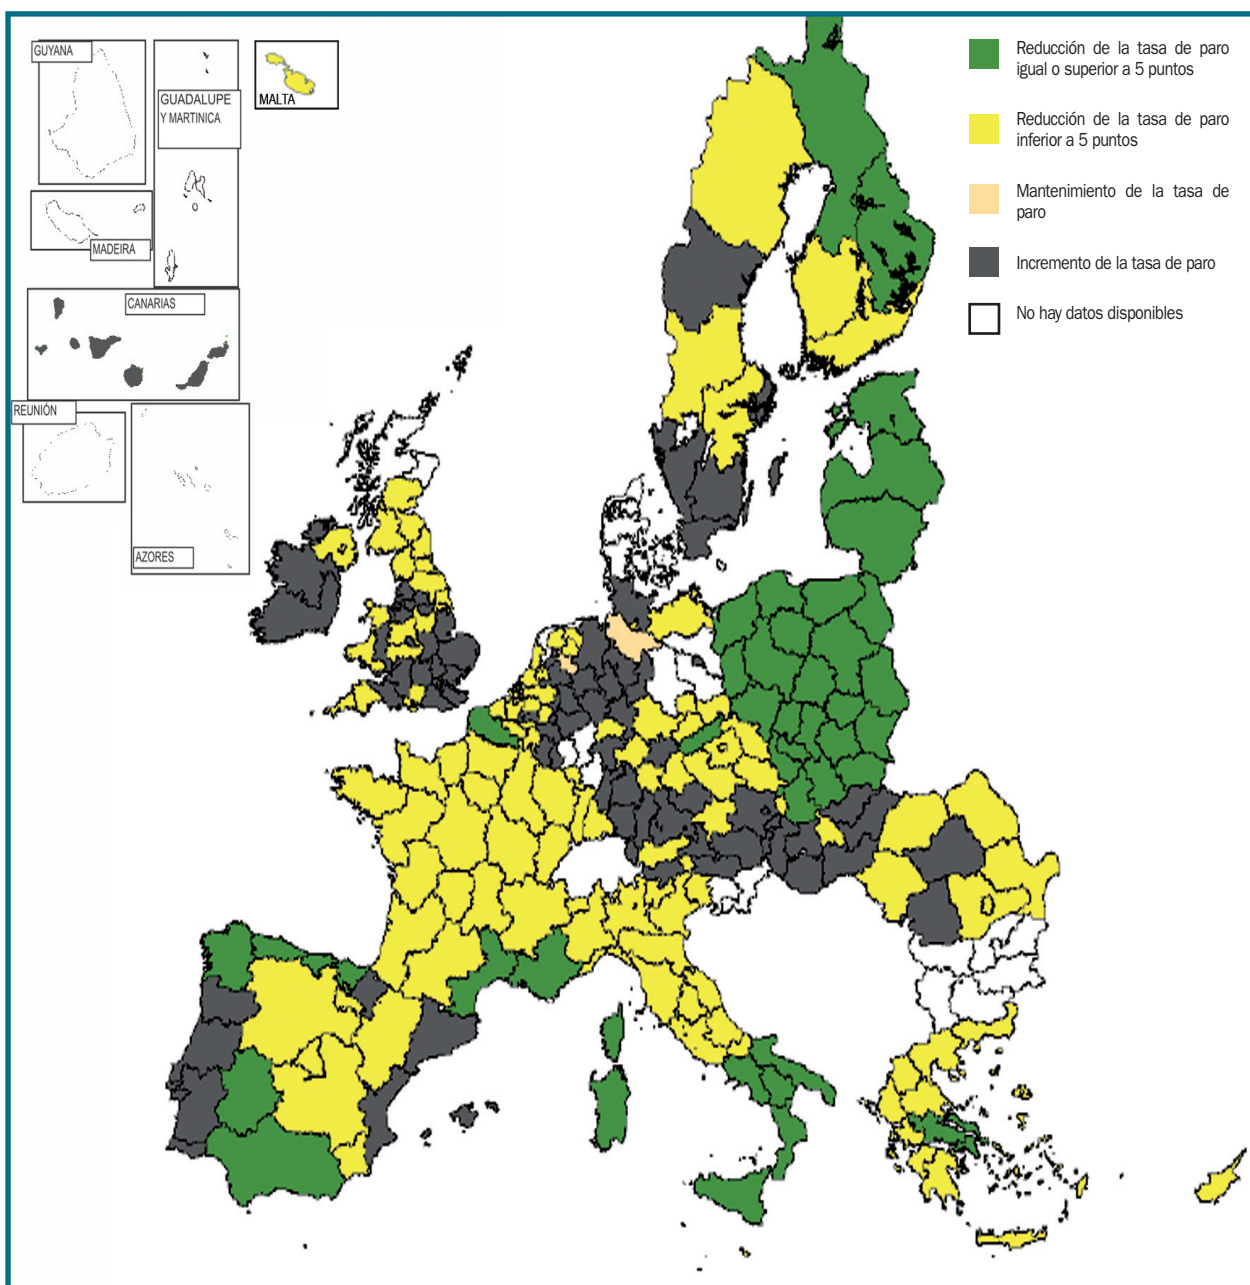 GUYANA
GUADALUPE
Y MARTINICA
MALTA
MADEIRA
CANARIAS
REUNIÓN
AZORES
Reducción de la tasa de paro
igual o superior a 5 puntos
Reducción de la tasa de paro
inferior a 5 puntos
Mantenimiento de la tasa de
paro
Incremento de la tasa de paro
No hay datos disponibles